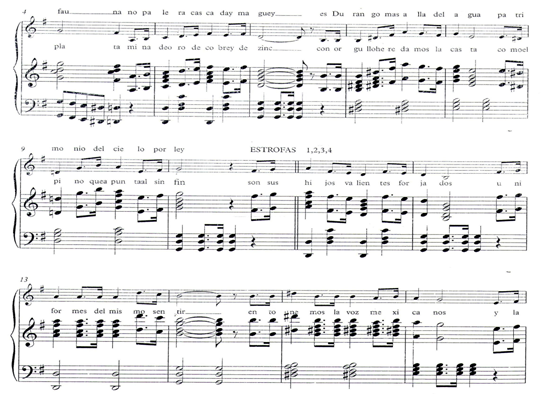 4 fau nano pa le ra cas ca day ma guey es Du ran go mas a lla del a gua pa tri
pla ta mi na deo ro de co brey de zinc con or gu llo he re da mos la cas ta co moel
9 mo nio del cie lo por ley ESTROFAS 1,2,3,4
pi no quea pun taal sin fin son sus hi jos va lien tes for ja dos u ni
13 for mes del mis mo sen tir en to ne mos la voz me xi ca nos y la